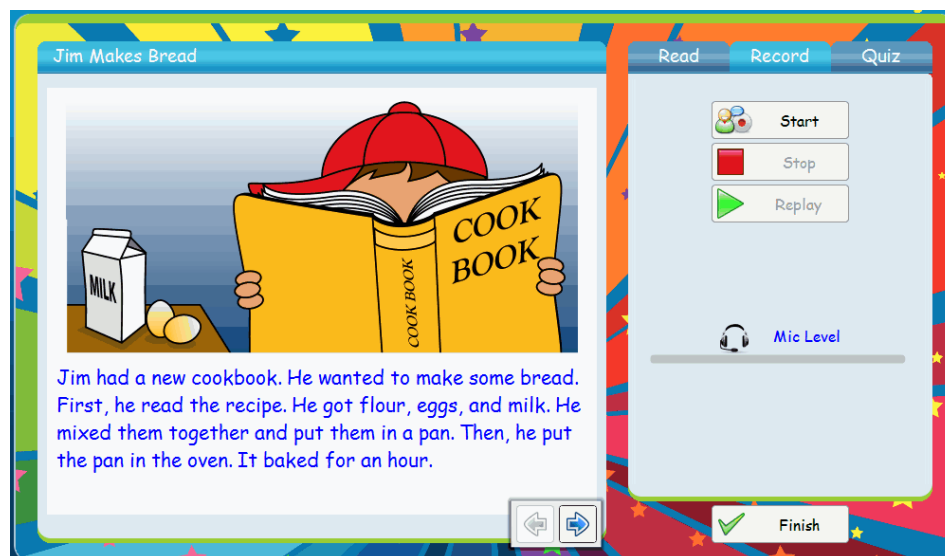 Jim Makes Bread
Read
Record
Quiz
Start
Stop
Replay
Mic Level
MILK
COOK BOOK
COOK
BOOK
Jim had a new cookbook. He wanted to make some bread.
First, he read the recipe. He got flour, eggs, and milk. He
mixed them together and put them in a pan. Then, he put
the pan in the oven. It baked for an hour.
Finish